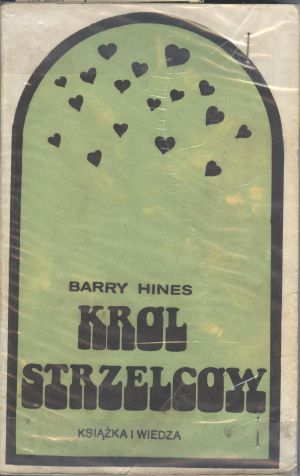 BARRY HINES
KRÓL
STRZELCÓW
KSIĄŻKA I WIEDZA